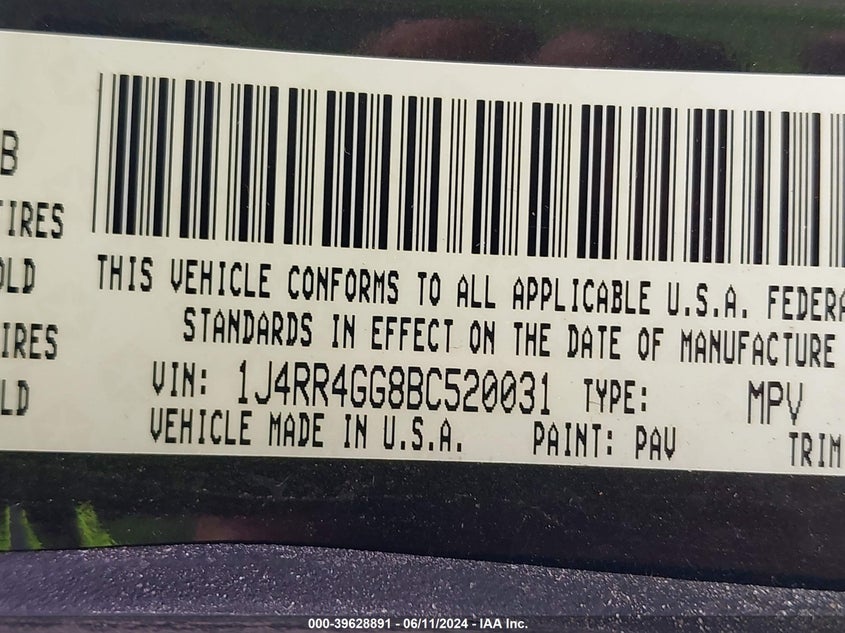 B
TIRES
OLD
THIS VEHICLE CONFORMS TO ALL APPLICABLE U.S.A. FEDERA
STANDARDS IN EFFECT ON THE DATE OF MANUFACTURE
IRES
VIN: 1J4RR4GG8BC520031 TYPE: MPV
LD
VEHICLE MADE IN U.S.A. PAINT: PAV TRIM
000-39628891 - 06/11/2024 - IAA Inc.